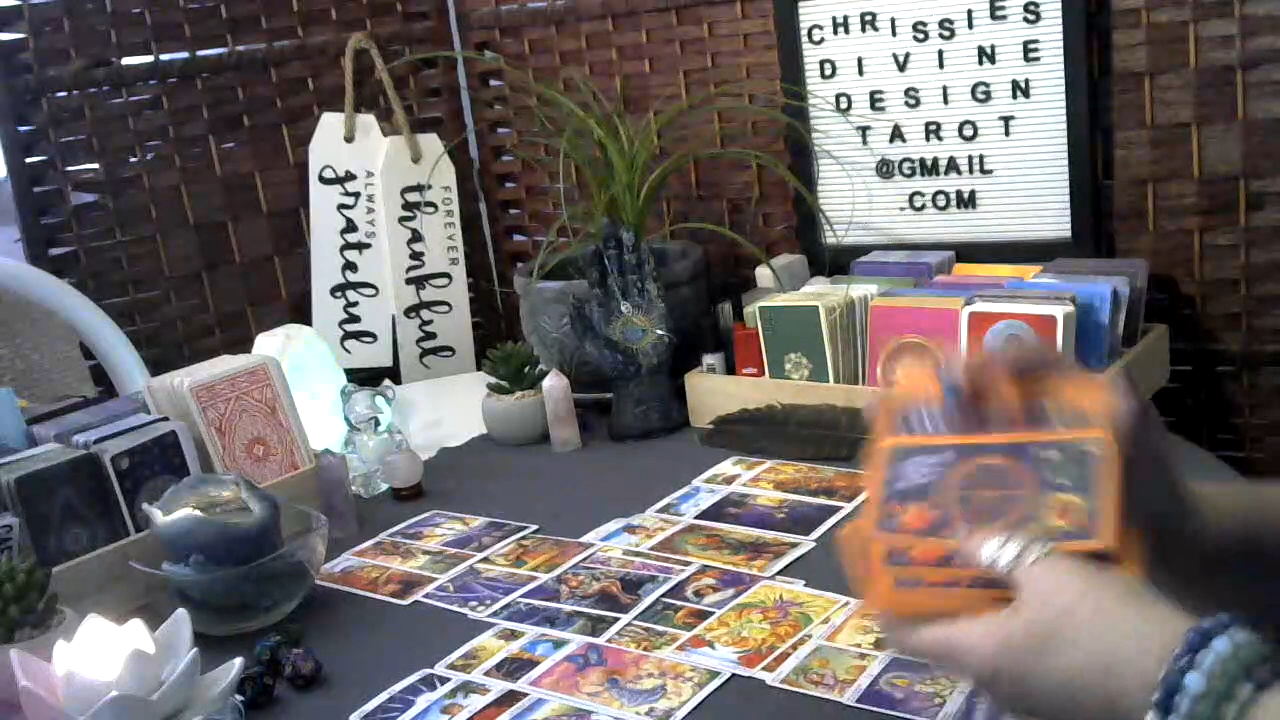 CHRISSIES
DIVINE
DESIGN
TAROT
@GMAIL
.COM
ALWAYS
grateful
FOREVER
thankful